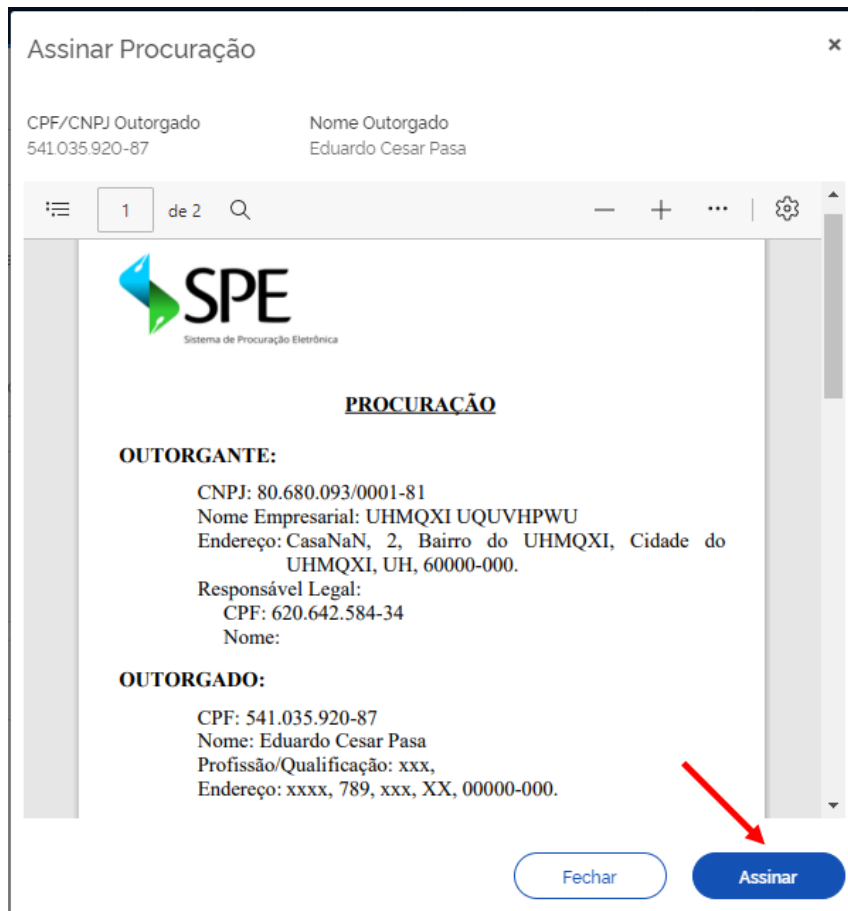 Assinar Procuração
×
CPF/CNPJ Outorgado Nome Outorgado
541.035.920-87 Eduardo Cesar Pasa
1 de 2
SPE
Sistema de Procuração Eletrônica
PROCURAÇÃO
OUTORGANTE:
CNPJ: 80.680.093/0001-81
Nome Empresarial: UHMQXI UQUVHPWU
Endereço: CasaNaN, 2, Bairro do UHMQXI, Cidade do
UHMQXI, UH, 60000-000.
Responsável Legal:
CPF: 620.642.584-34
Nome:
OUTORGADO:
CPF: 541.035.920-87
Nome: Eduardo Cesar Pasa
Profissão/Qualificação: xxx,
Endereço: xxxx, 789, xxx, XX, 00000-000.
Fechar Assinar